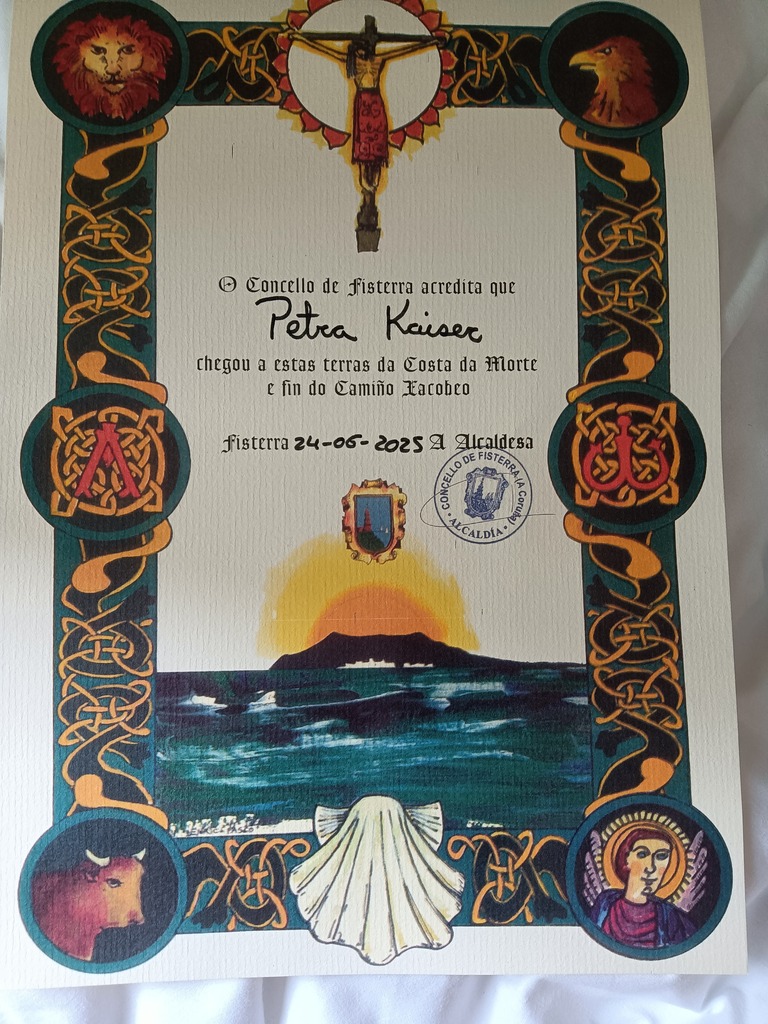 O Concello de Fisterra acredita que
Petra Kaiser
chegou a estas terras da Costa da Morte
e fin do Camiño Xacobeo
Fisterra 24-06-2025 A Alcaldesa
CONCELLO DE FISTERRA (A Coruña)
· ALCALDÍA ·
A
W